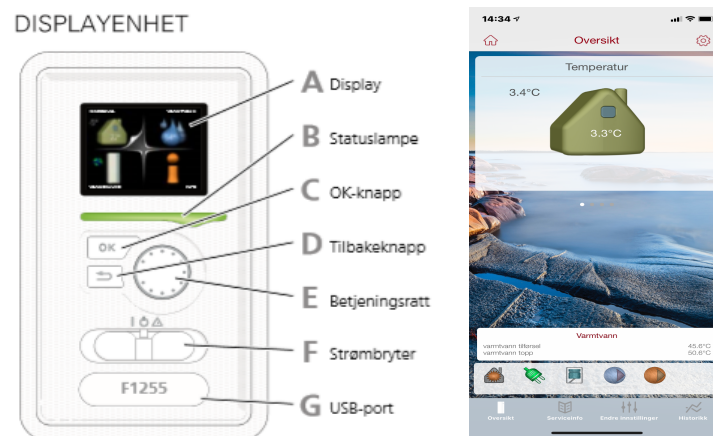 DISPLAYENHET
A Display
B Statuslampe
C OK-knapp
D Tilbakeknapp
E Betjeningsratt
F Strømbryter
G USB-port
OK
F1255
14:34
Oversikt
Temperatur
3.4°C
3.3°C
Varmtvann
varmtvann tilførsel 45.6°C
varmtvann topp 50.6°C
Oversikt Serviceinfo Endre innstillinger Historikk